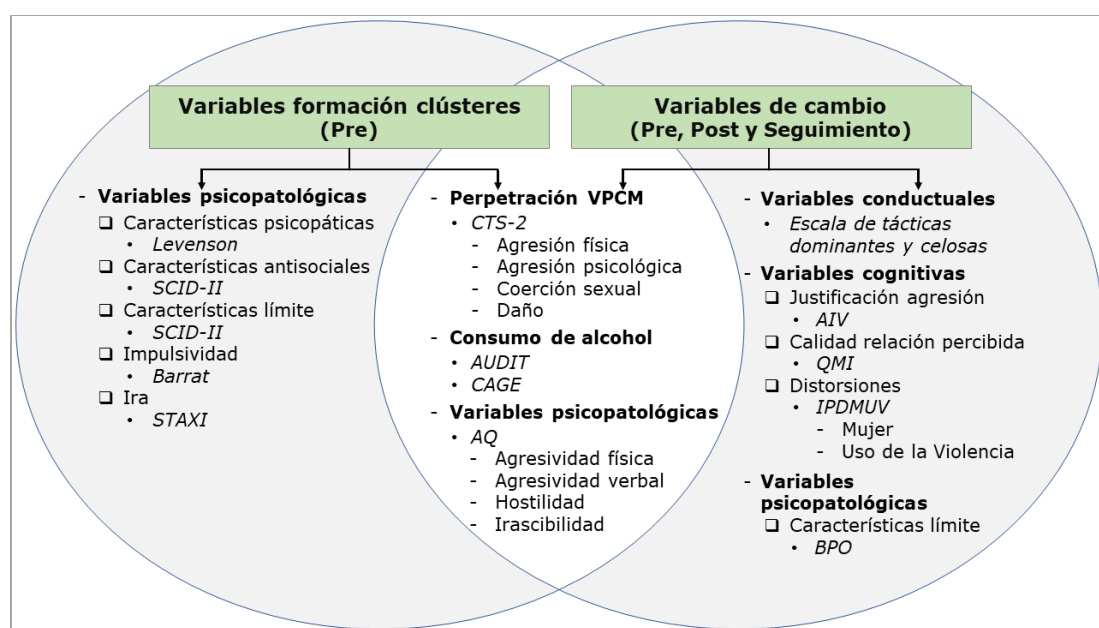 Variables formación clústeres
(Pre)
Variables de cambio
(Pre, Post y Seguimiento)
- Variables psicopatológicas
❑ Características psicopáticas
• Levenson
❑ Características antisociales
• SCID-II
❑ Características límite
• SCID-II
❑ Impulsividad
• Barrat
❑ Ira
• STAXI
- Perpetración VPCM
• CTS-2
- Agresión física
- Agresión psicológica
- Coerción sexual
- Daño
- Consumo de alcohol
• AUDIT
• CAGE
- Variables psicopatológicas
• AQ
- Agresividad física
- Agresividad verbal
- Hostilidad
- Irascibilidad
- Variables conductuales
• Escala de tácticas
dominantes y celosas
- Variables cognitivas
❑ Justificación agresión
• AIV
❑ Calidad relación percibida
• QMI
❑ Distorsiones
• IPDMUV
- Mujer
- Uso de la Violencia
- Variables
psicopatológicas
❑ Características límite
• BPO